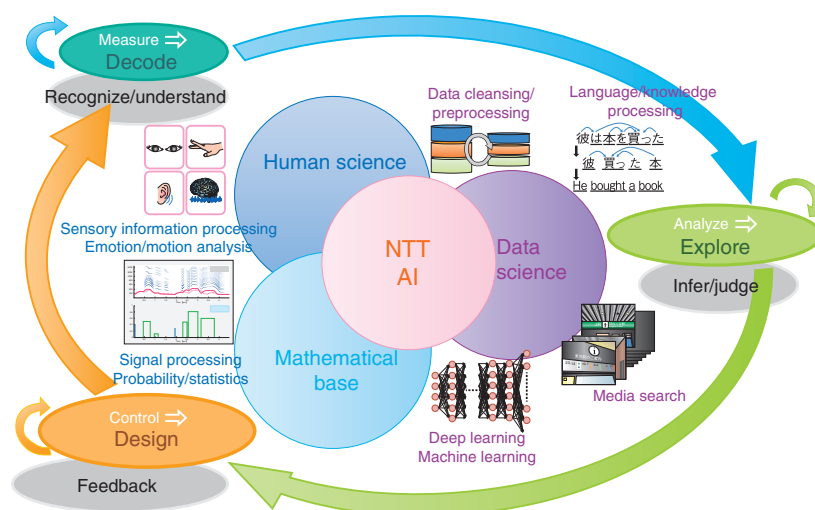 Measure ⇒
Decode
Recognize/understand
Data cleansing/
preprocessing
Language/knowledge
processing
彼は本を買った
彼 買った 本
He bought a book
Human science
Sensory information processing
Emotion/motion analysis
NTT
AI
Data
science
Analyze ⇒
Explore
Infer/judge
Signal processing
Probability/statistics
Mathematical
base
Media search
Deep learning
Machine learning
Control ⇒
Design
Feedback